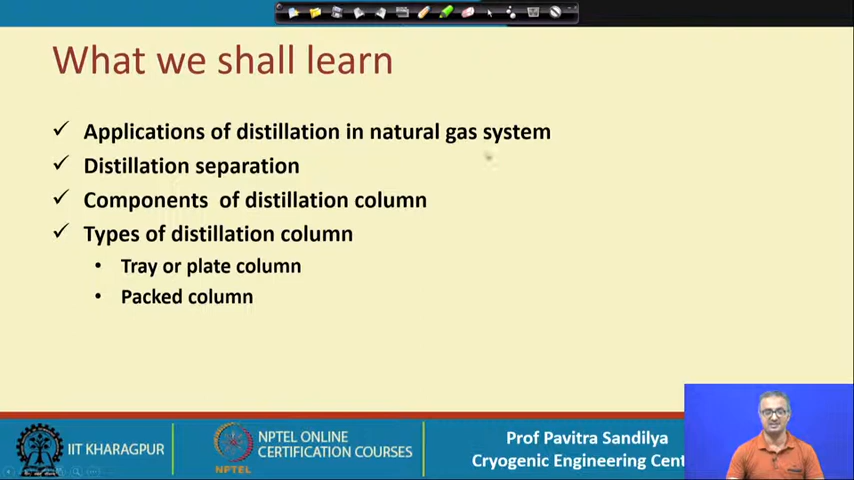 What we shall learn
Applications of distillation in natural gas system
Distillation separation
Components of distillation column
Types of distillation column
Tray or plate column
Packed column
IIT KHARAGPUR
NPTEL
NPTEL ONLINE
CERTIFICATION COURSES
Prof Pavitra Sandilya
Cryogenic Engineering Cent